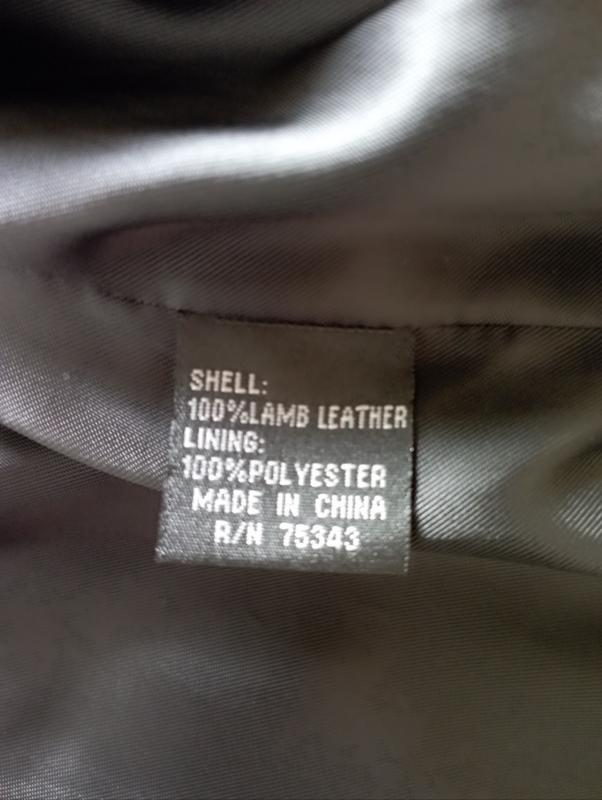 SHELL:
100%LAMB LEATHER
LINING:
100%POLYESTER
MADE IN CHINA
R/N 75343